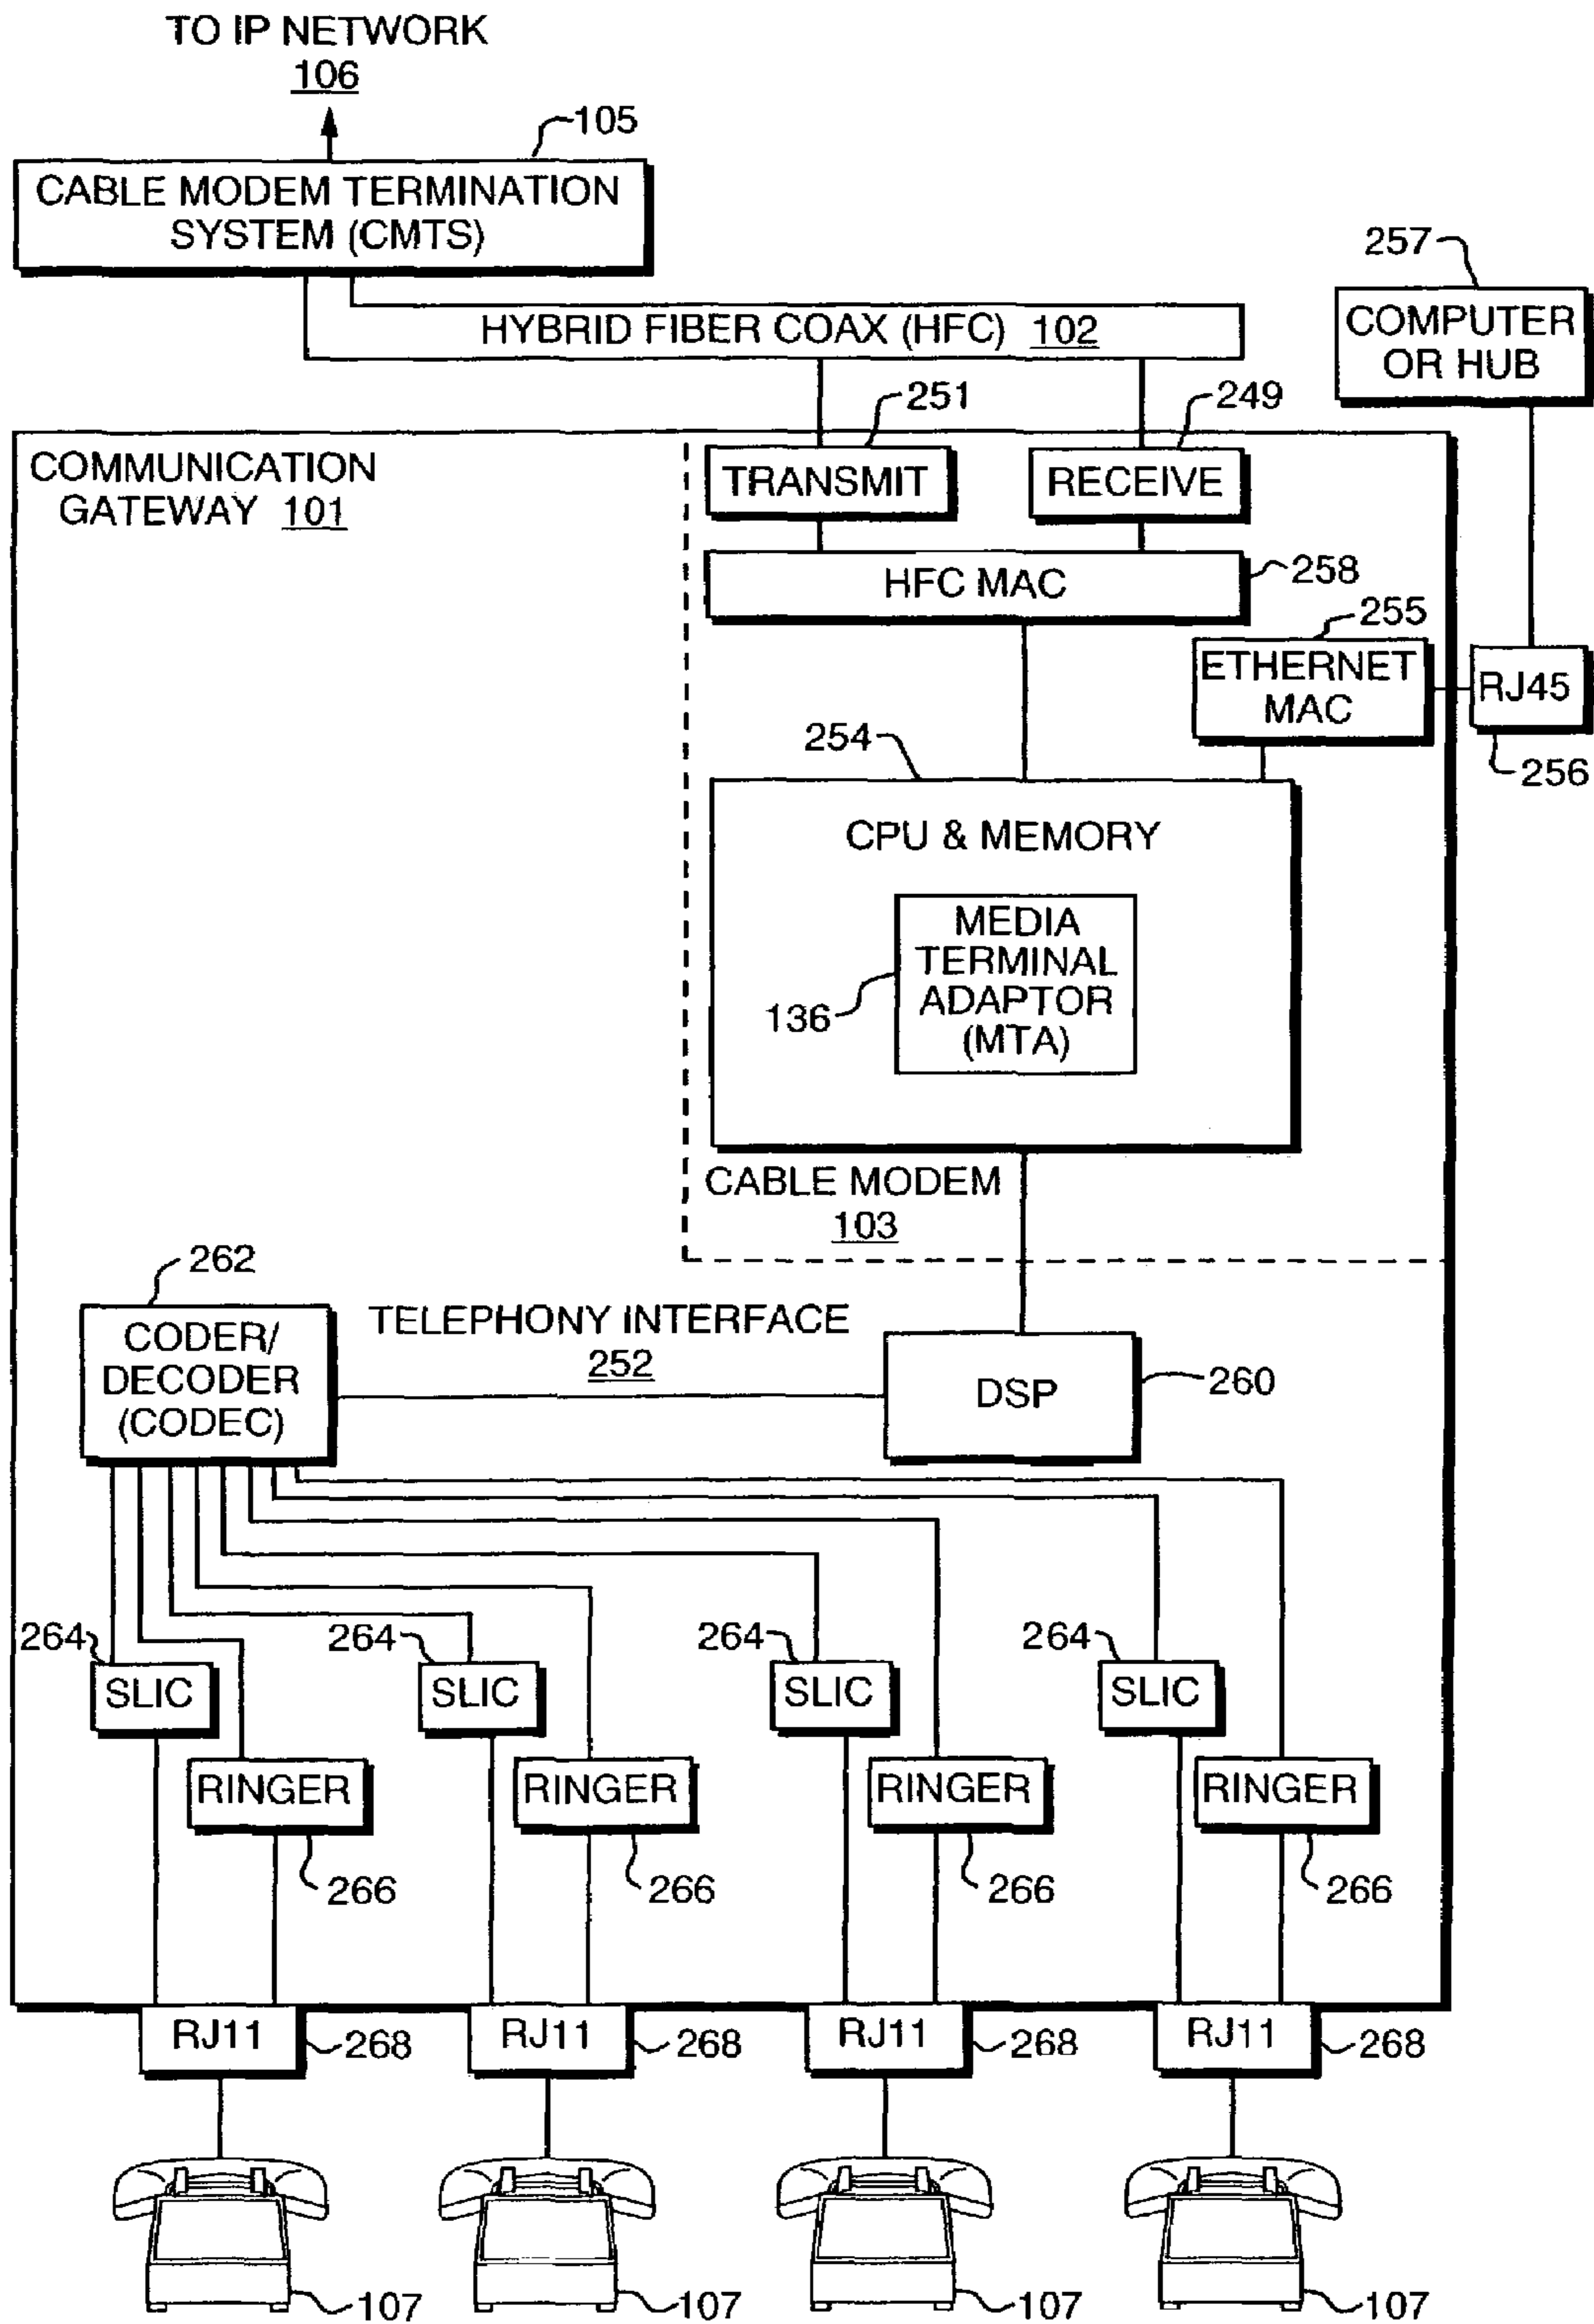 TO IP NETWORK
106
105
CABLE MODEM TERMINATION
SYSTEM (CMTS)
257
COMPUTER
OR HUB
HYBRID FIBER COAX (HFC) 102
251
249
COMMUNICATION
GATEWAY 101
TRANSMIT
RECEIVE
HFC MAC
258
255
ETHERNET
MAC
RJ45
256
254
CPU & MEMORY
MEDIA
TERMINAL
ADAPTOR
(MTA)
136
CABLE MODEM
103
262
CODER/
DECODER
(CODEC)
TELEPHONY INTERFACE
252
DSP
260
264
264
264
264
SLIC
SLIC
SLIC
SLIC
RINGER
RINGER
RINGER
RINGER
266
266
266
266
RJ11
268
RJ11
268
RJ11
268
RJ11
268
107
107
107
107